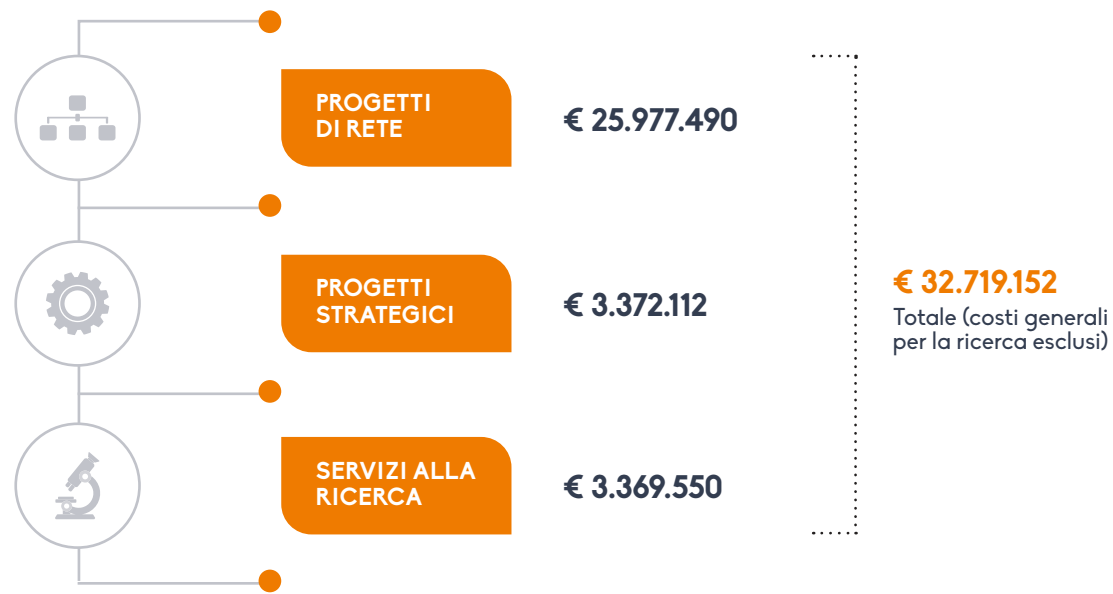 PROGETTI
DI RETE
€ 25.977.490
PROGETTI
STRATEGICI
€ 3.372.112
SERVIZI ALLA
RICERCA
€ 3.369.550
€ 32.719.152
Totale (costi generali
per la ricerca esclusi)